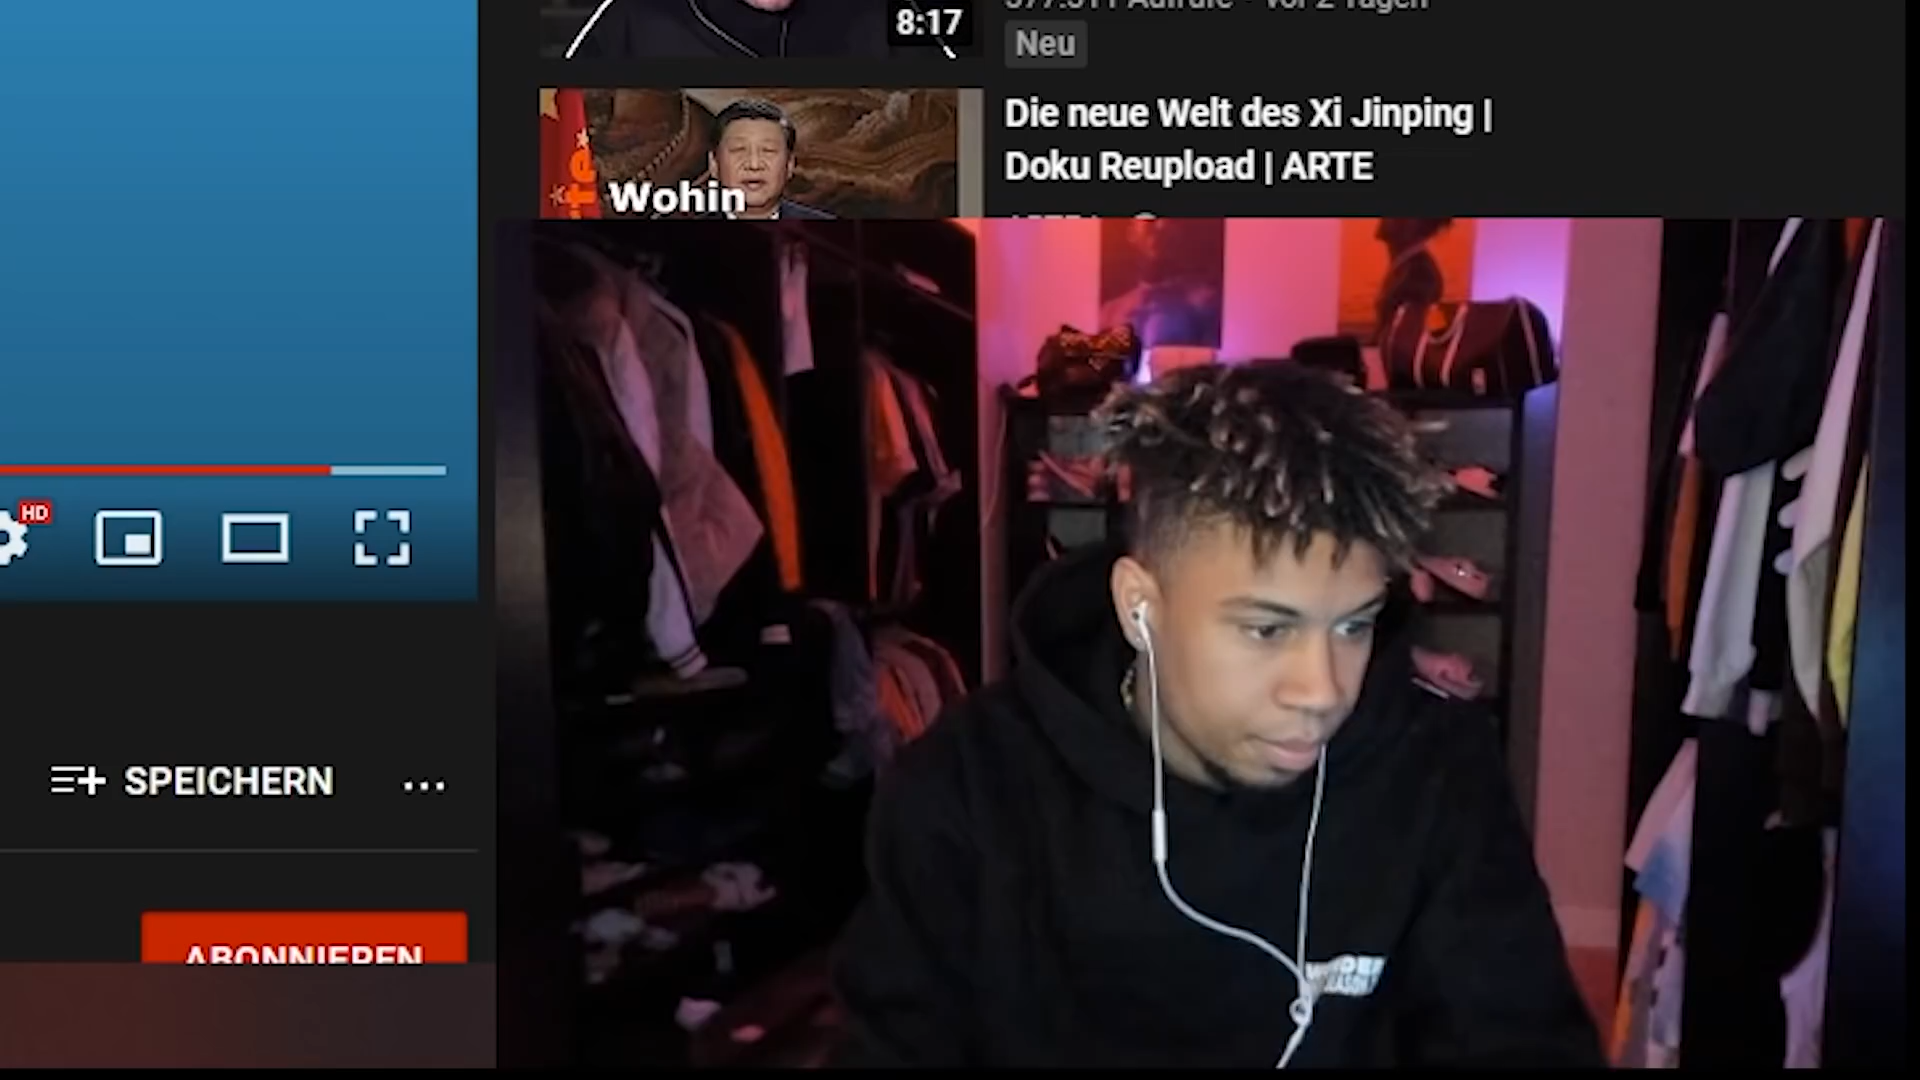 8:17
Neu
Die neue Welt des Xi Jinping |
Doku Reupload | ARTE
Wohin
HD
SPEICHERN
ABONNIEREN